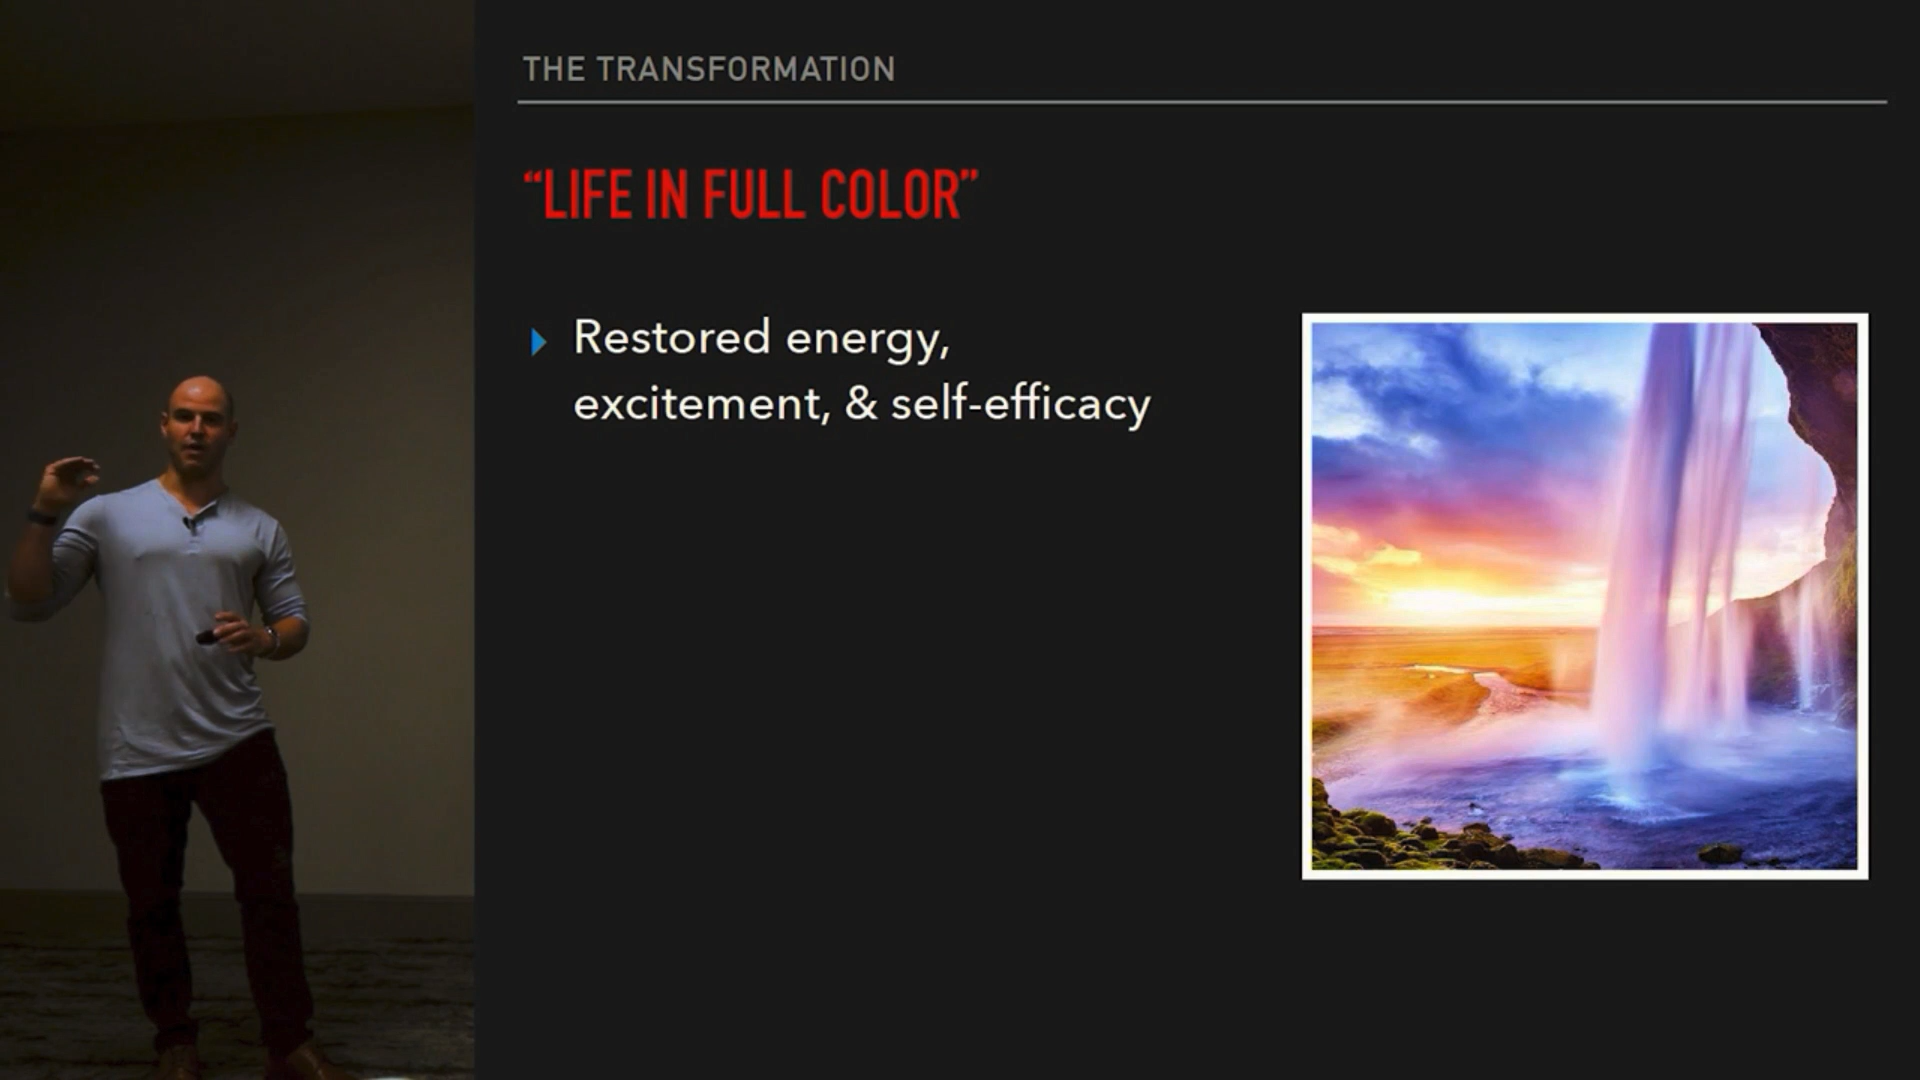 THE TRANSFORMATION
“LIFE IN FULL COLOR”
Restored energy,
excitement, & self-efficacy